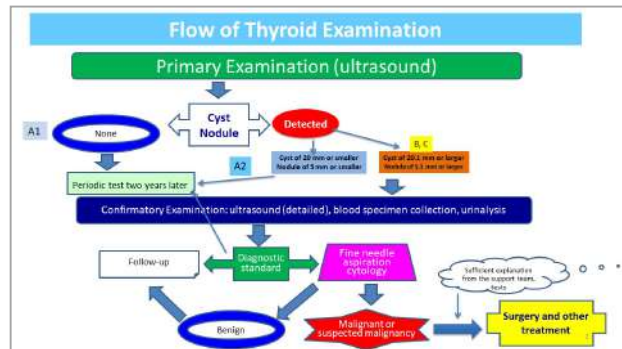 Flow of Thyroid Examination
Primary Examination (ultrasound)
A1
None
Cyst
Nodule
Detected
B, C
A2
Cyst of 20 mm or smaller
Nodule of 5 mm or smaller
Cyst of 20.1 mm or larger
Nodule of 5.1 mm or larger
Periodic test two years later
Confirmatory Examination: ultrasound (detailed), blood specimen collection, urinalysis
Follow-up
Diagnostic
standard
Fine needle
aspiration
cytology
Sufficient explanation
from the support team,
Benign
Malignant or
suspected malignancy
Surgery and other
treatment